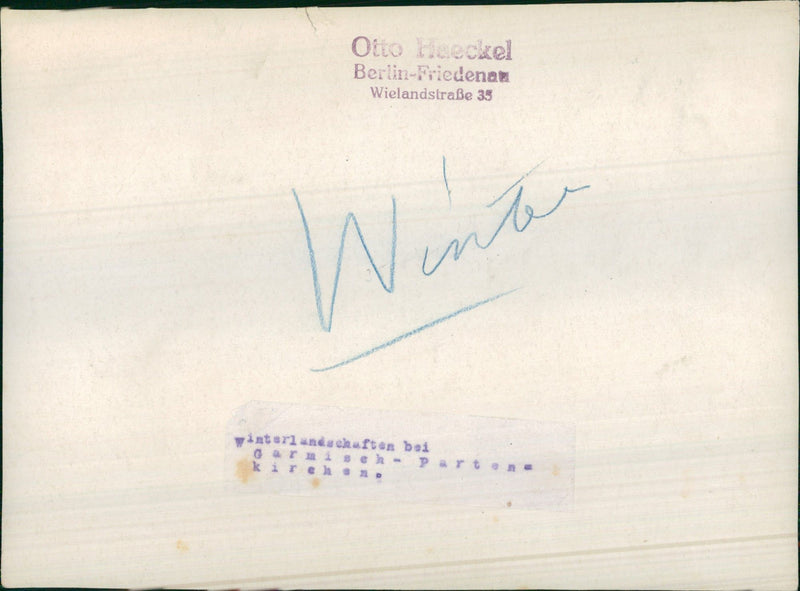 Otto Haeckel
Berlin-Friedenau
Wielandstraße 35
Winter
Winterlandschaften bei
Garmisch-Parten=
kirchen.